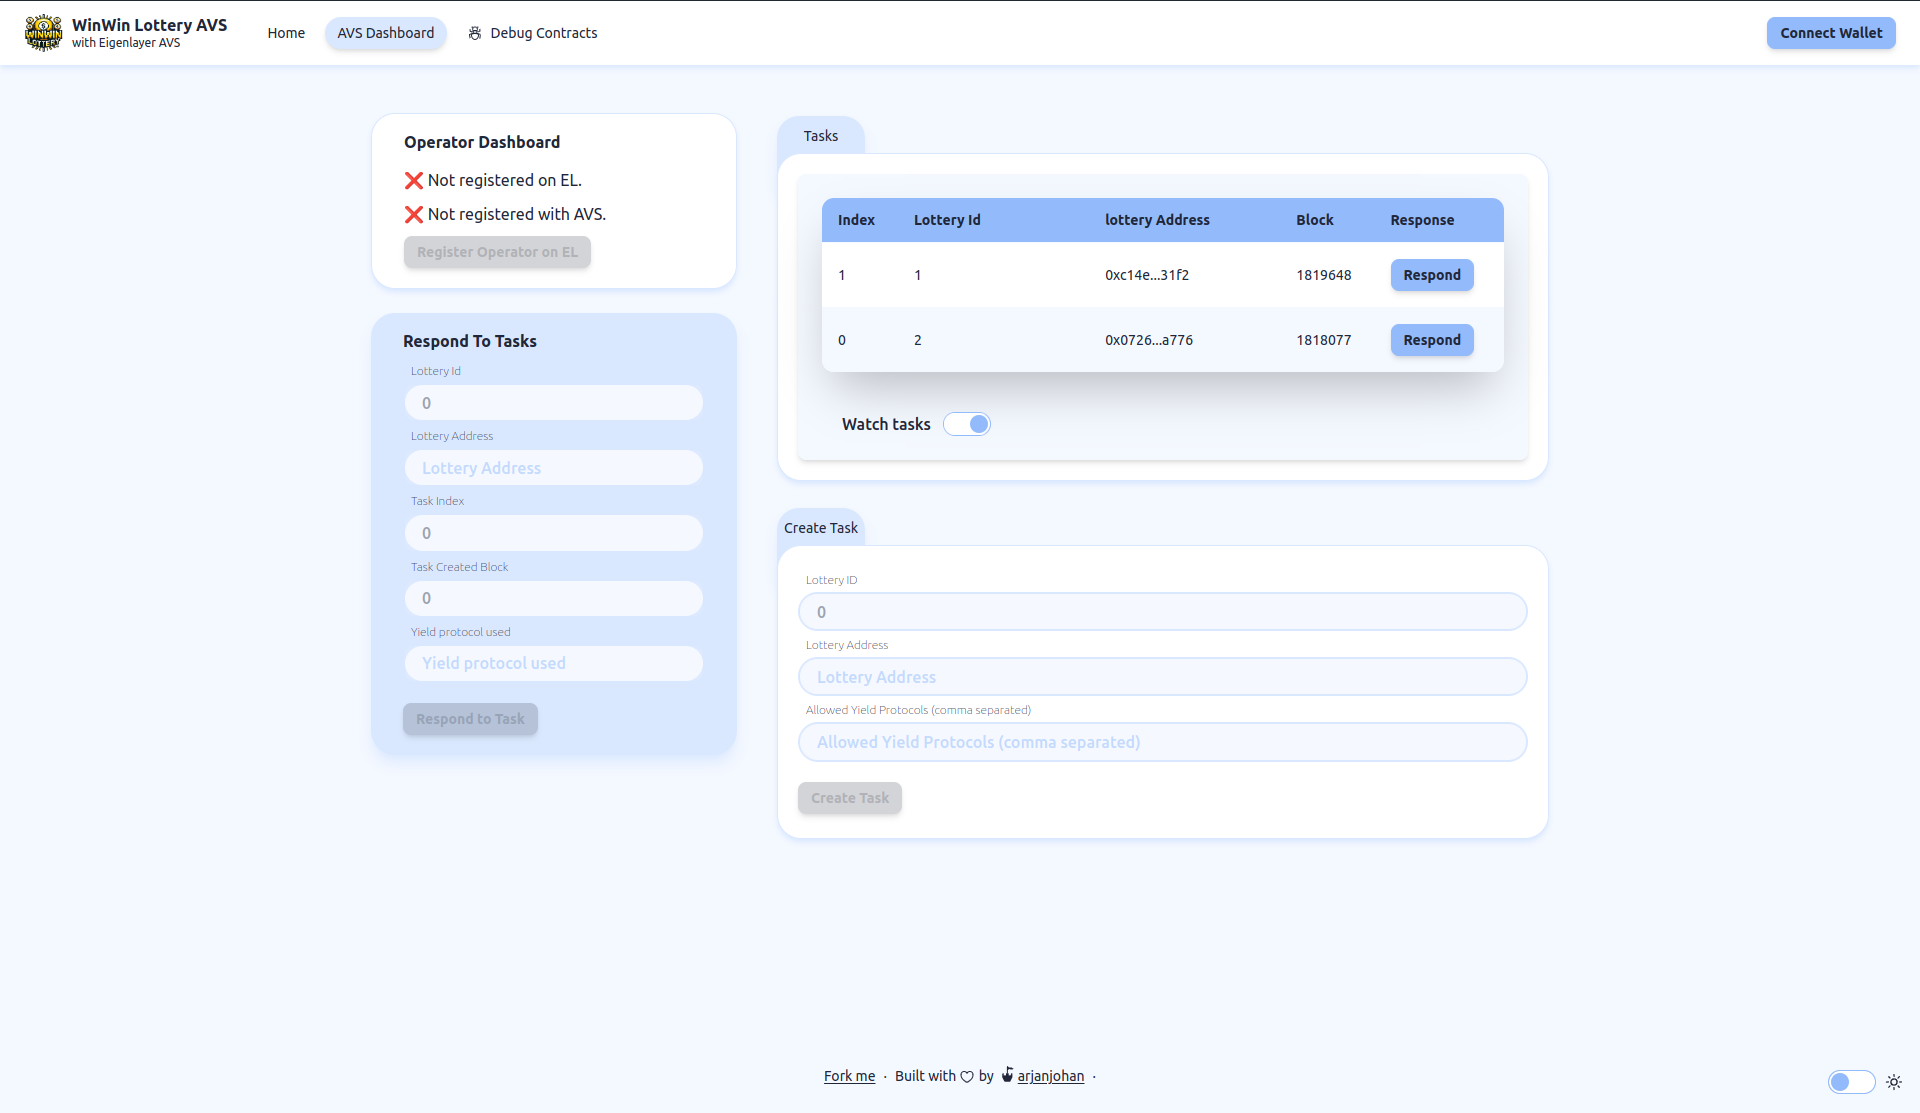 WINWIN
LOTTERY
WinWin Lottery AVS
with Eigenlayer AVS
Home
AVS Dashboard
Debug Contracts
Connect Wallet
Operator Dashboard
❌ Not registered on EL.
❌ Not registered with AVS.
Register Operator on EL
Respond To Tasks
Lottery Id
0
Lottery Address
Lottery Address
Task Index
0
Task Created Block
0
Yield protocol used
Yield protocol used
Respond to Task
Tasks
Index Lottery Id lottery Address Block Response
1 1 0xc14e...31f2 1819648 Respond
0 2 0x0726...a776 1818077 Respond
Watch tasks
Create Task
Lottery ID
0
Lottery Address
Lottery Address
Allowed Yield Protocols (comma separated)
Allowed Yield Protocols (comma separated)
Create Task
Fork me · Built with ♡ by arjanjohan ·